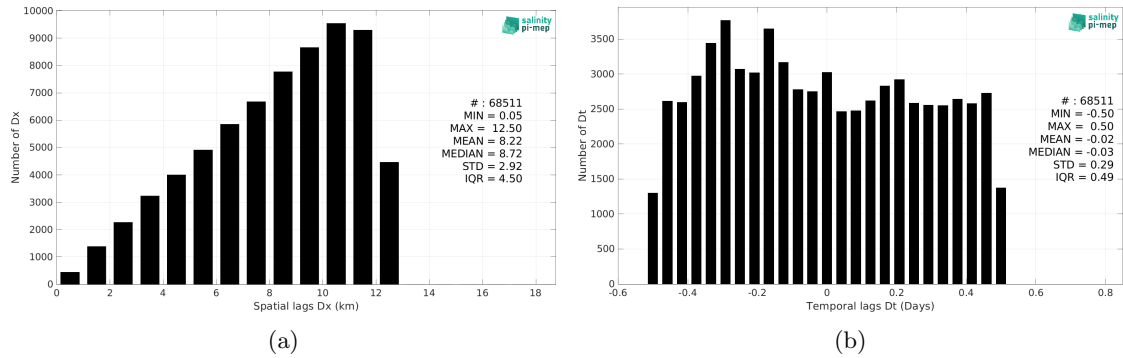 salinity
pi-mep
Number of Dx
10000
9000
8000
7000
6000
5000
4000
3000
2000
1000
0
# : 68511
MIN = 0.05
MAX = 12.50
MEAN = 8.22
MEDIAN = 8.72
STD = 2.92
IQR = 4.50
0 2 4 6 8 10 12 14 16 18
Spatial lags Dx (km)
(a)
salinity
pi-mep
Number of Dt
3500
3000
2500
2000
1500
1000
500
0
# : 68511
MIN = -0.50
MAX = 0.50
MEAN = -0.02
MEDIAN = -0.03
STD = 0.29
IQR = 0.49
-0.6 -0.4 -0.2 0 0.2 0.4 0.6 0.8
Temporal lags Dt (Days)
(b)